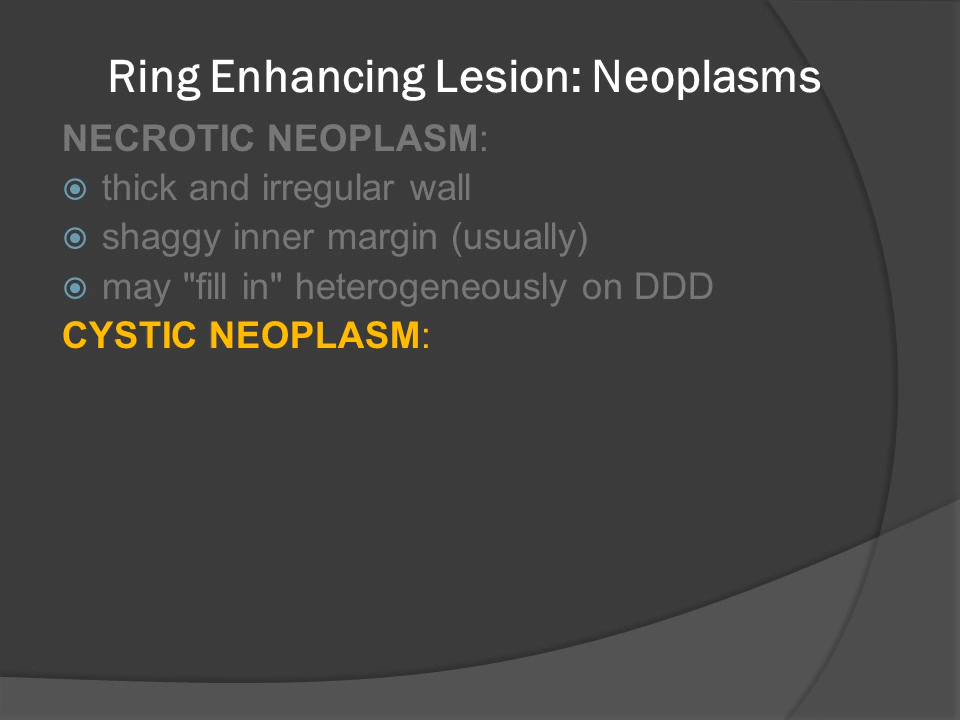 Ring Enhancing Lesion: Neoplasms
NECROTIC NEOPLASM:
thick and irregular wall
shaggy inner margin (usually)
may "fill in" heterogeneously on DDD
CYSTIC NEOPLASM: